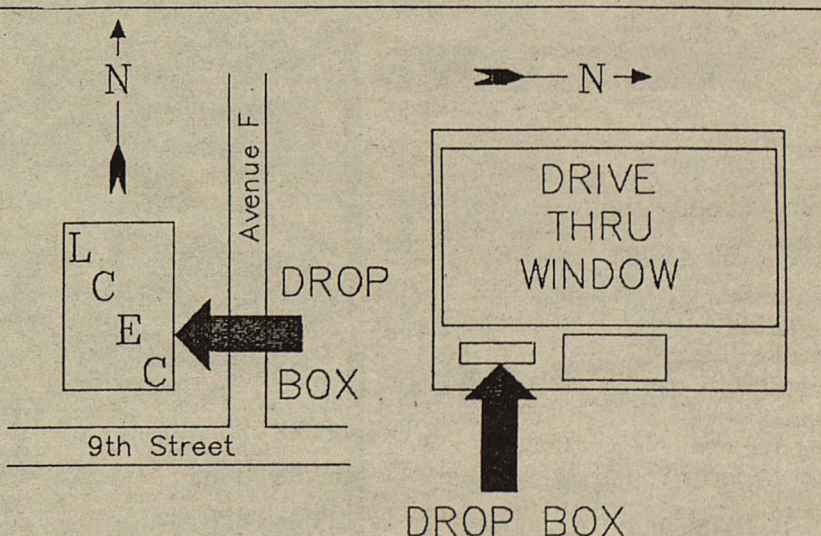 N
Avenue F
L
C
E
C
DROP
BOX
9th Street
N
DRIVE
THRU
WINDOW
DROP BOX